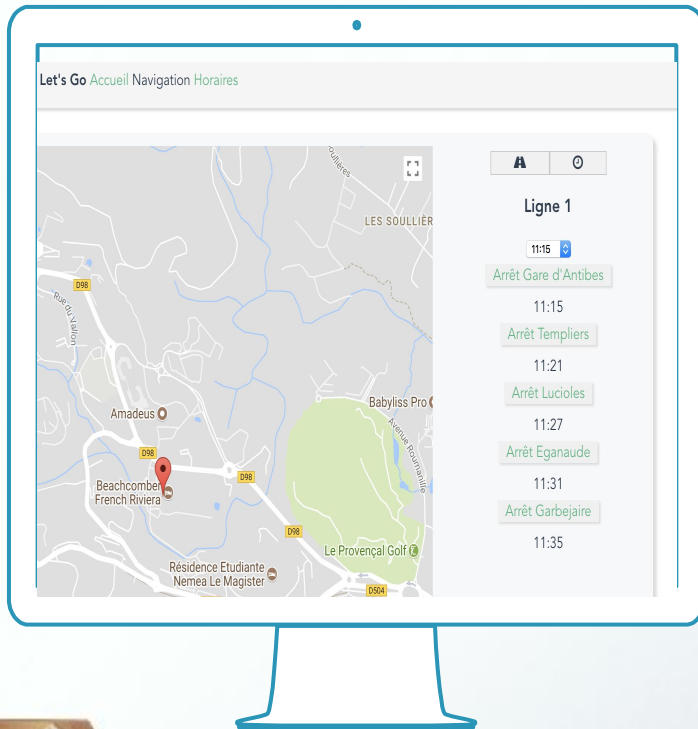 Let's Go Accueil Navigation Horaires
Soullières
LES SOULLIÈR
D98
Rue du Vallon
Amadeus
Babyliss Pro
Avenue Roumanille
D98
Beachcomber
French Riviera
D98
D98
Le Provençal Golf
Résidence Etudiante
Nemea Le Magister
D504
Ligne 1
11:15
Arrêt Gare d'Antibes
11:15
Arrêt Templiers
11:21
Arrêt Lucioles
11:27
Arrêt Eganaude
11:31
Arrêt Garbejaire
11:35